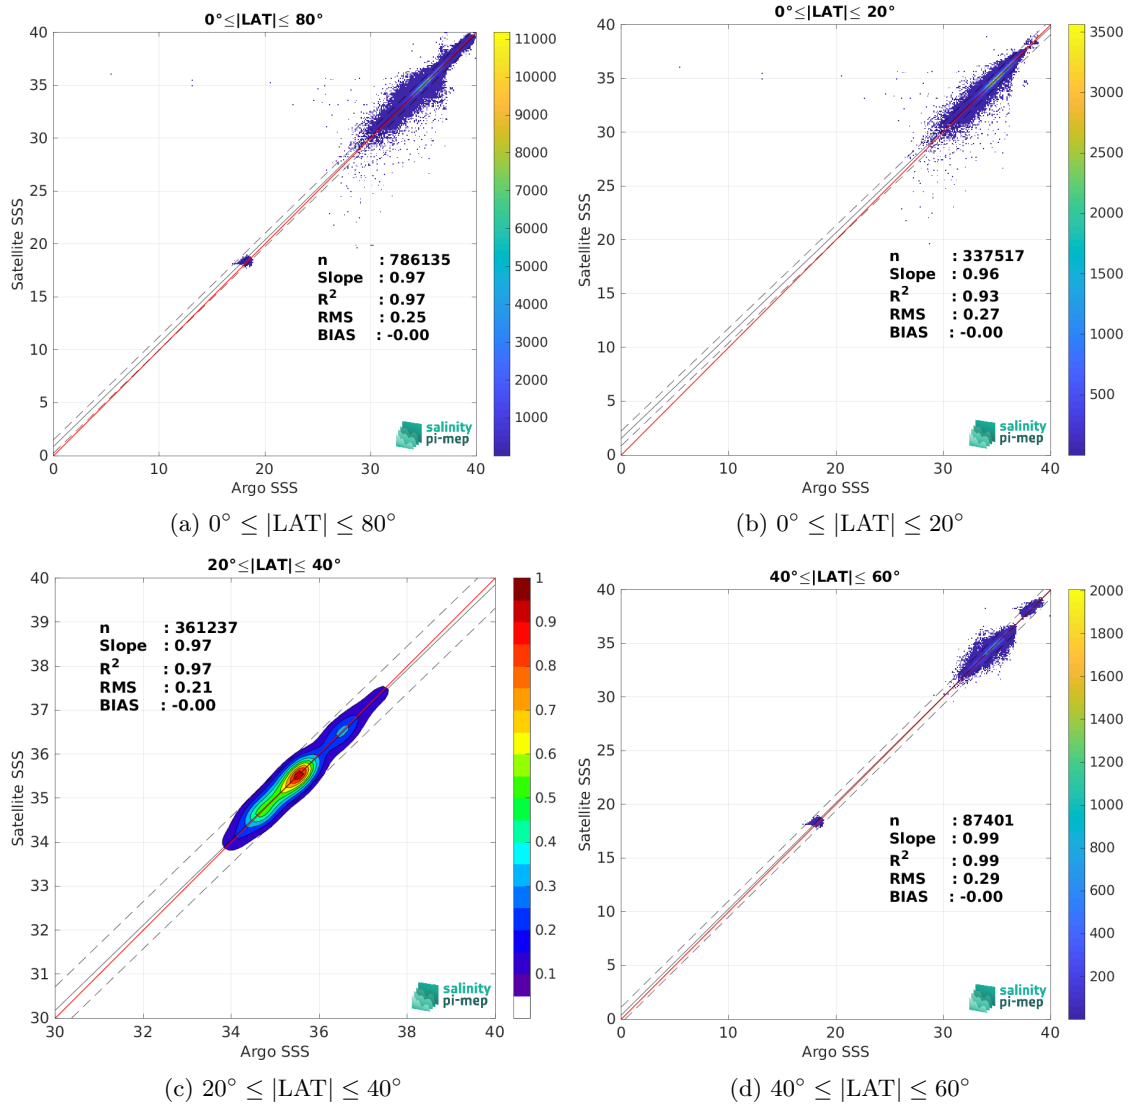 0°≤|LAT|≤ 80°
40
35
30
25
20
15
10
5
0
0
10
20
30
40
Satellite SSS
Argo SSS
n : 786135
Slope : 0.97
R² : 0.97
RMS : 0.25
BIAS : -0.00
salinity
pi-mep
11000
10000
9000
8000
7000
6000
5000
4000
3000
2000
1000
(a) 0° ≤ |LAT| ≤ 80°
0°≤|LAT|≤ 20°
40
35
30
25
20
15
10
5
0
0
10
20
30
40
Satellite SSS
Argo SSS
n : 337517
Slope : 0.96
R² : 0.93
RMS : 0.27
BIAS : -0.00
salinity
pi-mep
3500
3000
2500
2000
1500
1000
500
(b) 0° ≤ |LAT| ≤ 20°
20°≤|LAT|≤ 40°
40
39
38
37
36
35
34
33
32
31
30
30
32
34
36
38
40
Satellite SSS
Argo SSS
n : 361237
Slope : 0.97
R² : 0.97
RMS : 0.21
BIAS : -0.00
salinity
pi-mep
1
0.9
0.8
0.7
0.6
0.5
0.4
0.3
0.2
0.1
(c) 20° ≤ |LAT| ≤ 40°
40°≤|LAT|≤ 60°
40
35
30
25
20
15
10
5
0
0
10
20
30
40
Satellite SSS
Argo SSS
n : 87401
Slope : 0.99
R² : 0.99
RMS : 0.29
BIAS : -0.00
salinity
pi-mep
2000
1800
1600
1400
1200
1000
800
600
400
200
(d) 40° ≤ |LAT| ≤ 60°